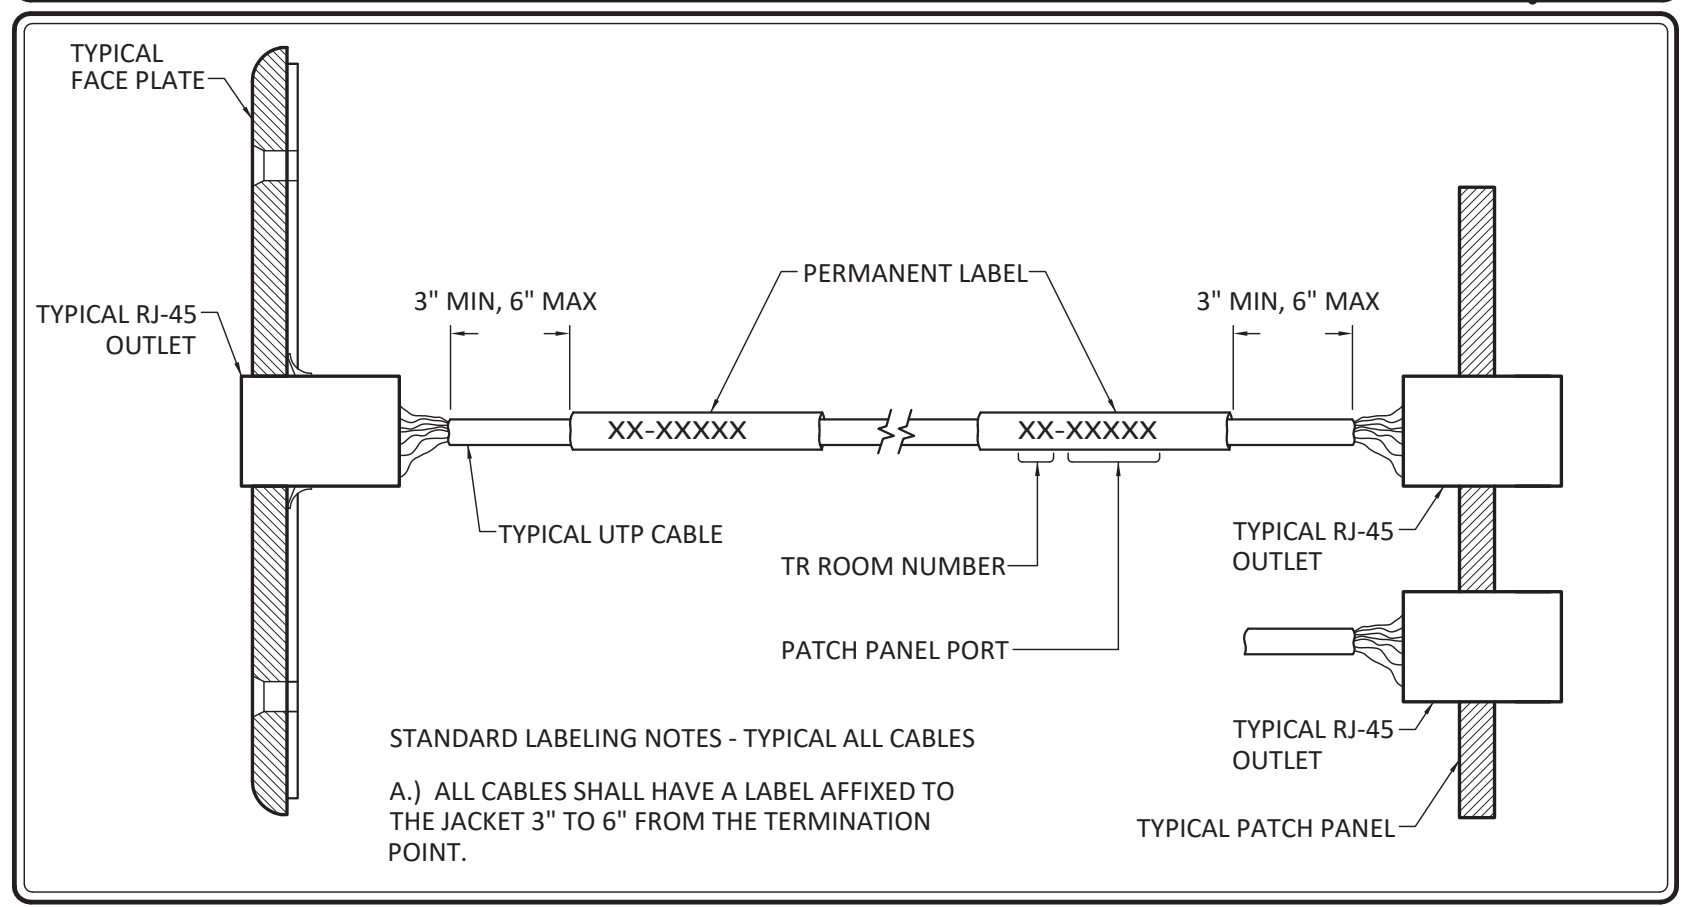 TYPICAL
FACE PLATE
TYPICAL RJ-45
OUTLET
3" MIN, 6" MAX
PERMANENT LABEL
3" MIN, 6" MAX
XX-XXXXX
XX-XXXXX
TYPICAL UTP CABLE
TR ROOM NUMBER
PATCH PANEL PORT
TYPICAL RJ-45
OUTLET
TYPICAL RJ-45
OUTLET
TYPICAL PATCH PANEL
STANDARD LABELING NOTES - TYPICAL ALL CABLES
A.) ALL CABLES SHALL HAVE A LABEL AFFIXED TO
THE JACKET 3" TO 6" FROM THE TERMINATION
POINT.